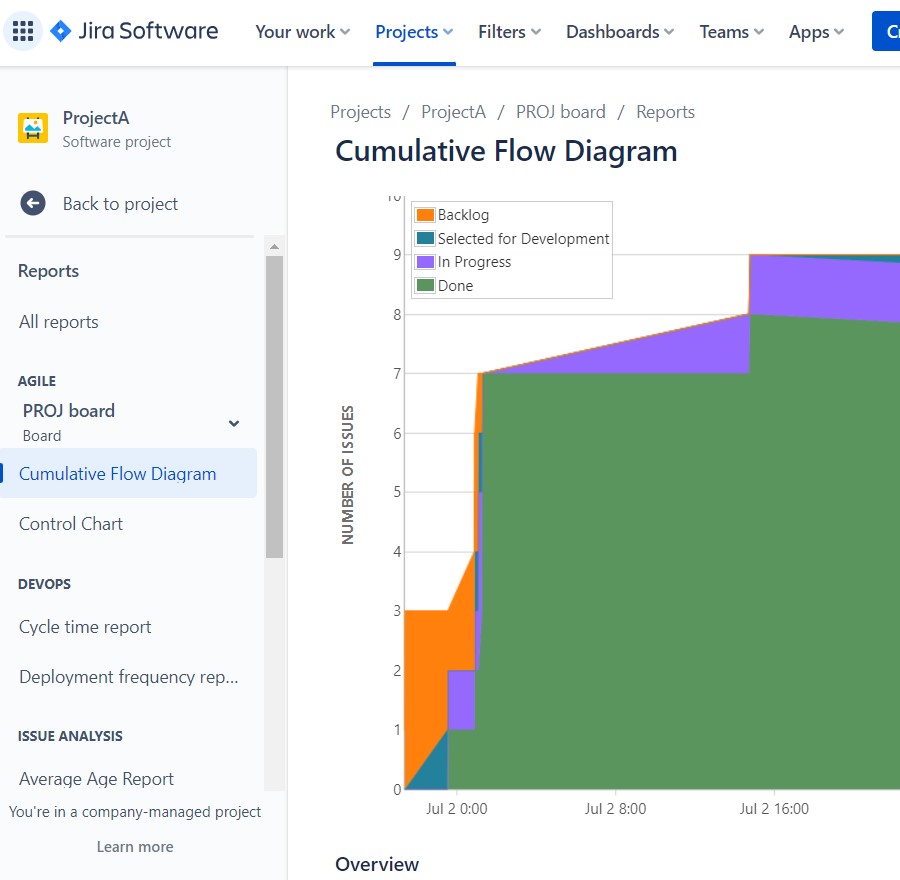 Jira Software
Your work
Projects
Filters
Dashboards
Teams
Apps
ProjectA
Software project
Back to project
Reports
All reports
AGILE
PROJ board
Board
Cumulative Flow Diagram
Control Chart
DEVOPS
Cycle time report
Deployment frequency rep...
ISSUE ANALYSIS
Average Age Report
You're in a company-managed project
Learn more
Projects / ProjectA / PROJ board / Reports
Cumulative Flow Diagram
Backlog
Selected for Development
In Progress
Done
NUMBER OF ISSUES
10
9
8
7
6
5
4
3
2
1
0
Jul 2 0:00
Jul 2 8:00
Jul 2 16:00
Overview